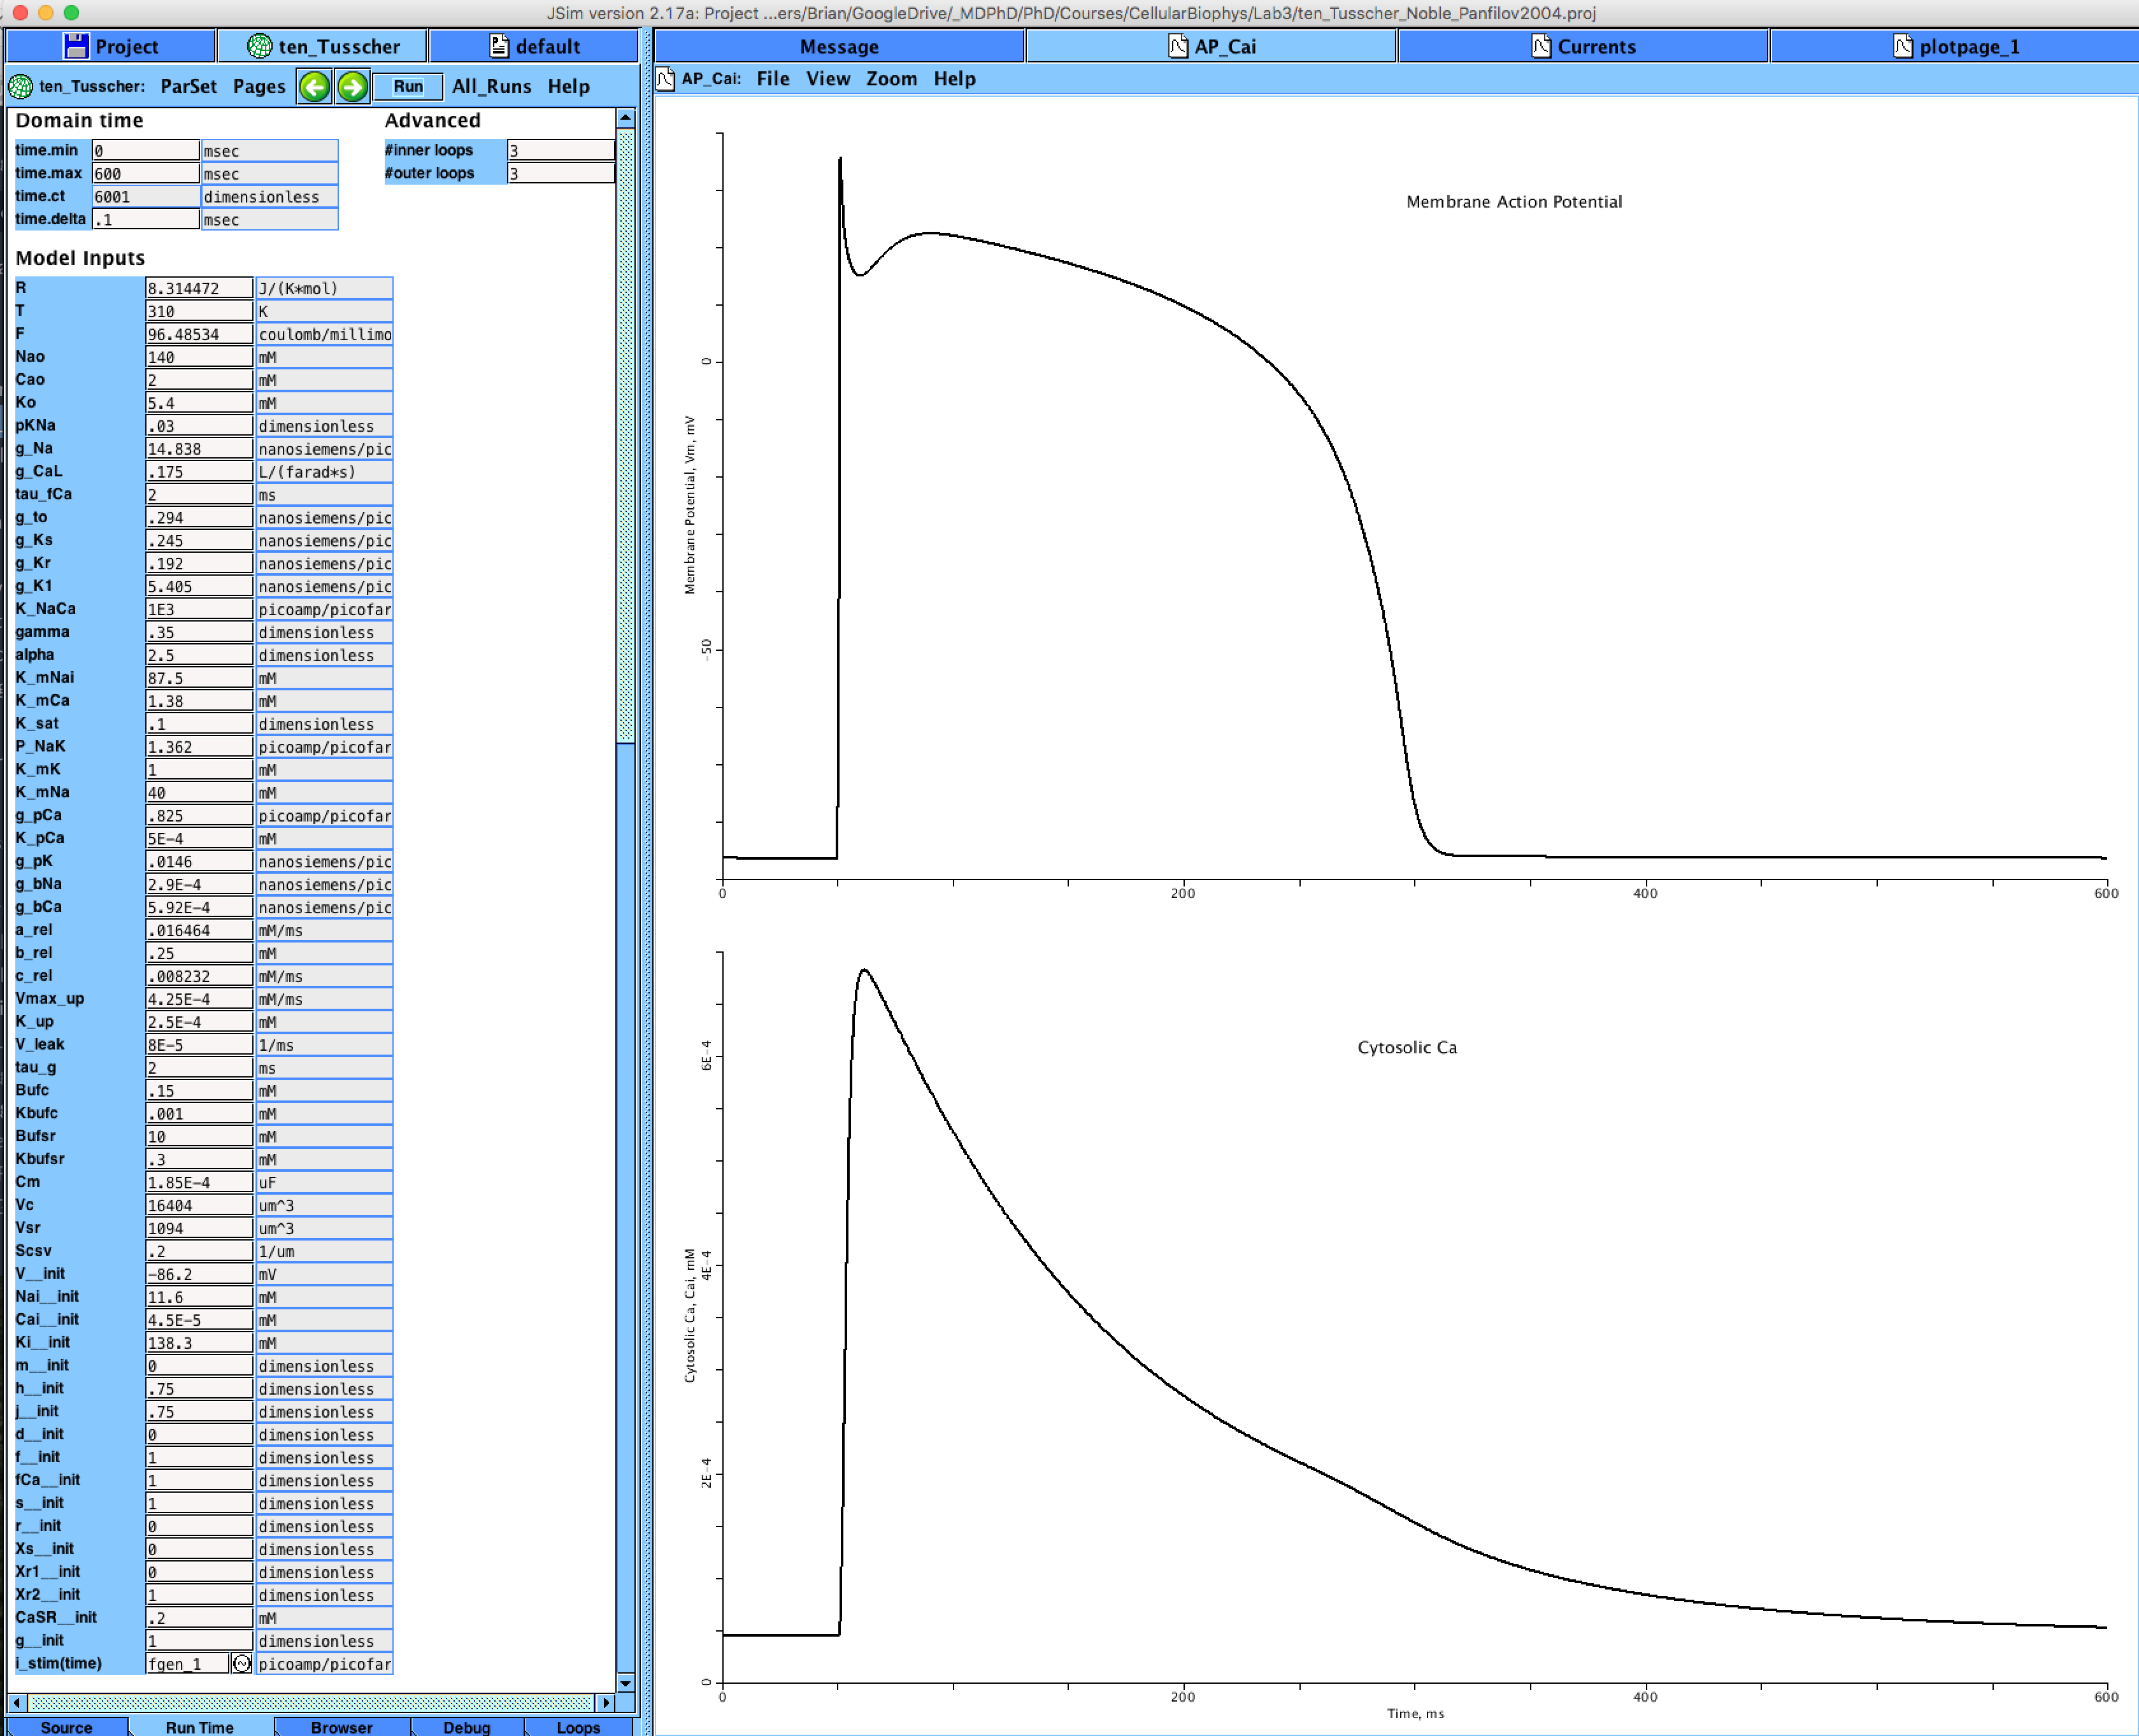 JSim version 2.17a: Project ...ers/Brian/GoogleDrive/_MDPhD/PhD/Courses/CellularBiophys/Lab3/ten_Tusscher_Noble_Panfilov2004.proj
Project ten_Tusscher default
ten_Tusscher: ParSet Pages Run All_Runs Help
Domain time Advanced
time.min 0 msec #inner loops 3
time.max 600 msec #outer loops 3
time.ct 6001 dimensionless
time.delta .1 msec
Model Inputs
R 8.314472 J/(K*mol)
T 310 K
F 96.48534 coulomb/millimo
Nao 140 mM
Cao 2 mM
Ko 5.4 mM
pKNa .03 dimensionless
g_Na 14.838 nanosiemens/pic
g_CaL .175 L/(farad*s)
tau_fCa 2 ms
g_to .294 nanosiemens/pic
g_Ks .245 nanosiemens/pic
g_Kr .192 nanosiemens/pic
g_K1 5.405 nanosiemens/pic
K_NaCa 1E3 picoamp/picofar
gamma .35 dimensionless
alpha 2.5 dimensionless
K_mNai 87.5 mM
K_mCa 1.38 mM
K_sat .1 dimensionless
P_NaK 1.362 picoamp/picofar
K_mK 1 mM
K_mNa 40 mM
g_pCa .825 picoamp/picofar
K_pCa 5E-4 mM
g_pK .0146 nanosiemens/pic
g_bNa 2.9E-4 nanosiemens/pic
g_bCa 5.92E-4 nanosiemens/pic
a_rel .016464 mM/ms
b_rel .25 mM
c_rel .008232 mM/ms
Vmax_up 4.25E-4 mM/ms
K_up 2.5E-4 mM
V_leak 8E-5 1/ms
tau_g 2 ms
Bufc .15 mM
Kbufc .001 mM
Bufsr 10 mM
Kbufsr .3 mM
Cm 1.85E-4 uF
Vc 16404 um^3
Vsr 1094 um^3
Scsv .2 1/um
V__init -86.2 mV
Nai__init 11.6 mM
Cai__init 4.5E-5 mM
Ki__init 138.3 mM
m__init 0 dimensionless
h__init .75 dimensionless
j__init .75 dimensionless
d__init 0 dimensionless
f__init 1 dimensionless
fCa__init 1 dimensionless
s__init 1 dimensionless
r__init 0 dimensionless
Xs__init 0 dimensionless
Xr1__init 0 dimensionless
Xr2__init 1 dimensionless
CaSR__init .2 mM
g__init 1 dimensionless
i_stim(time) fgen_1 picoamp/picofar
Source Run Time Browser Debug Loops
Message AP_Cai Currents plotpage_1
AP_Cai: File View Zoom Help
Membrane Action Potential
Membrane Potential, Vm, mV
0
-50
0 200 400 600
Cytosolic Ca
Cytosolic Ca, Cai, mM
6E-4
4E-4
2E-4
0
0 200 400 600
Time, ms